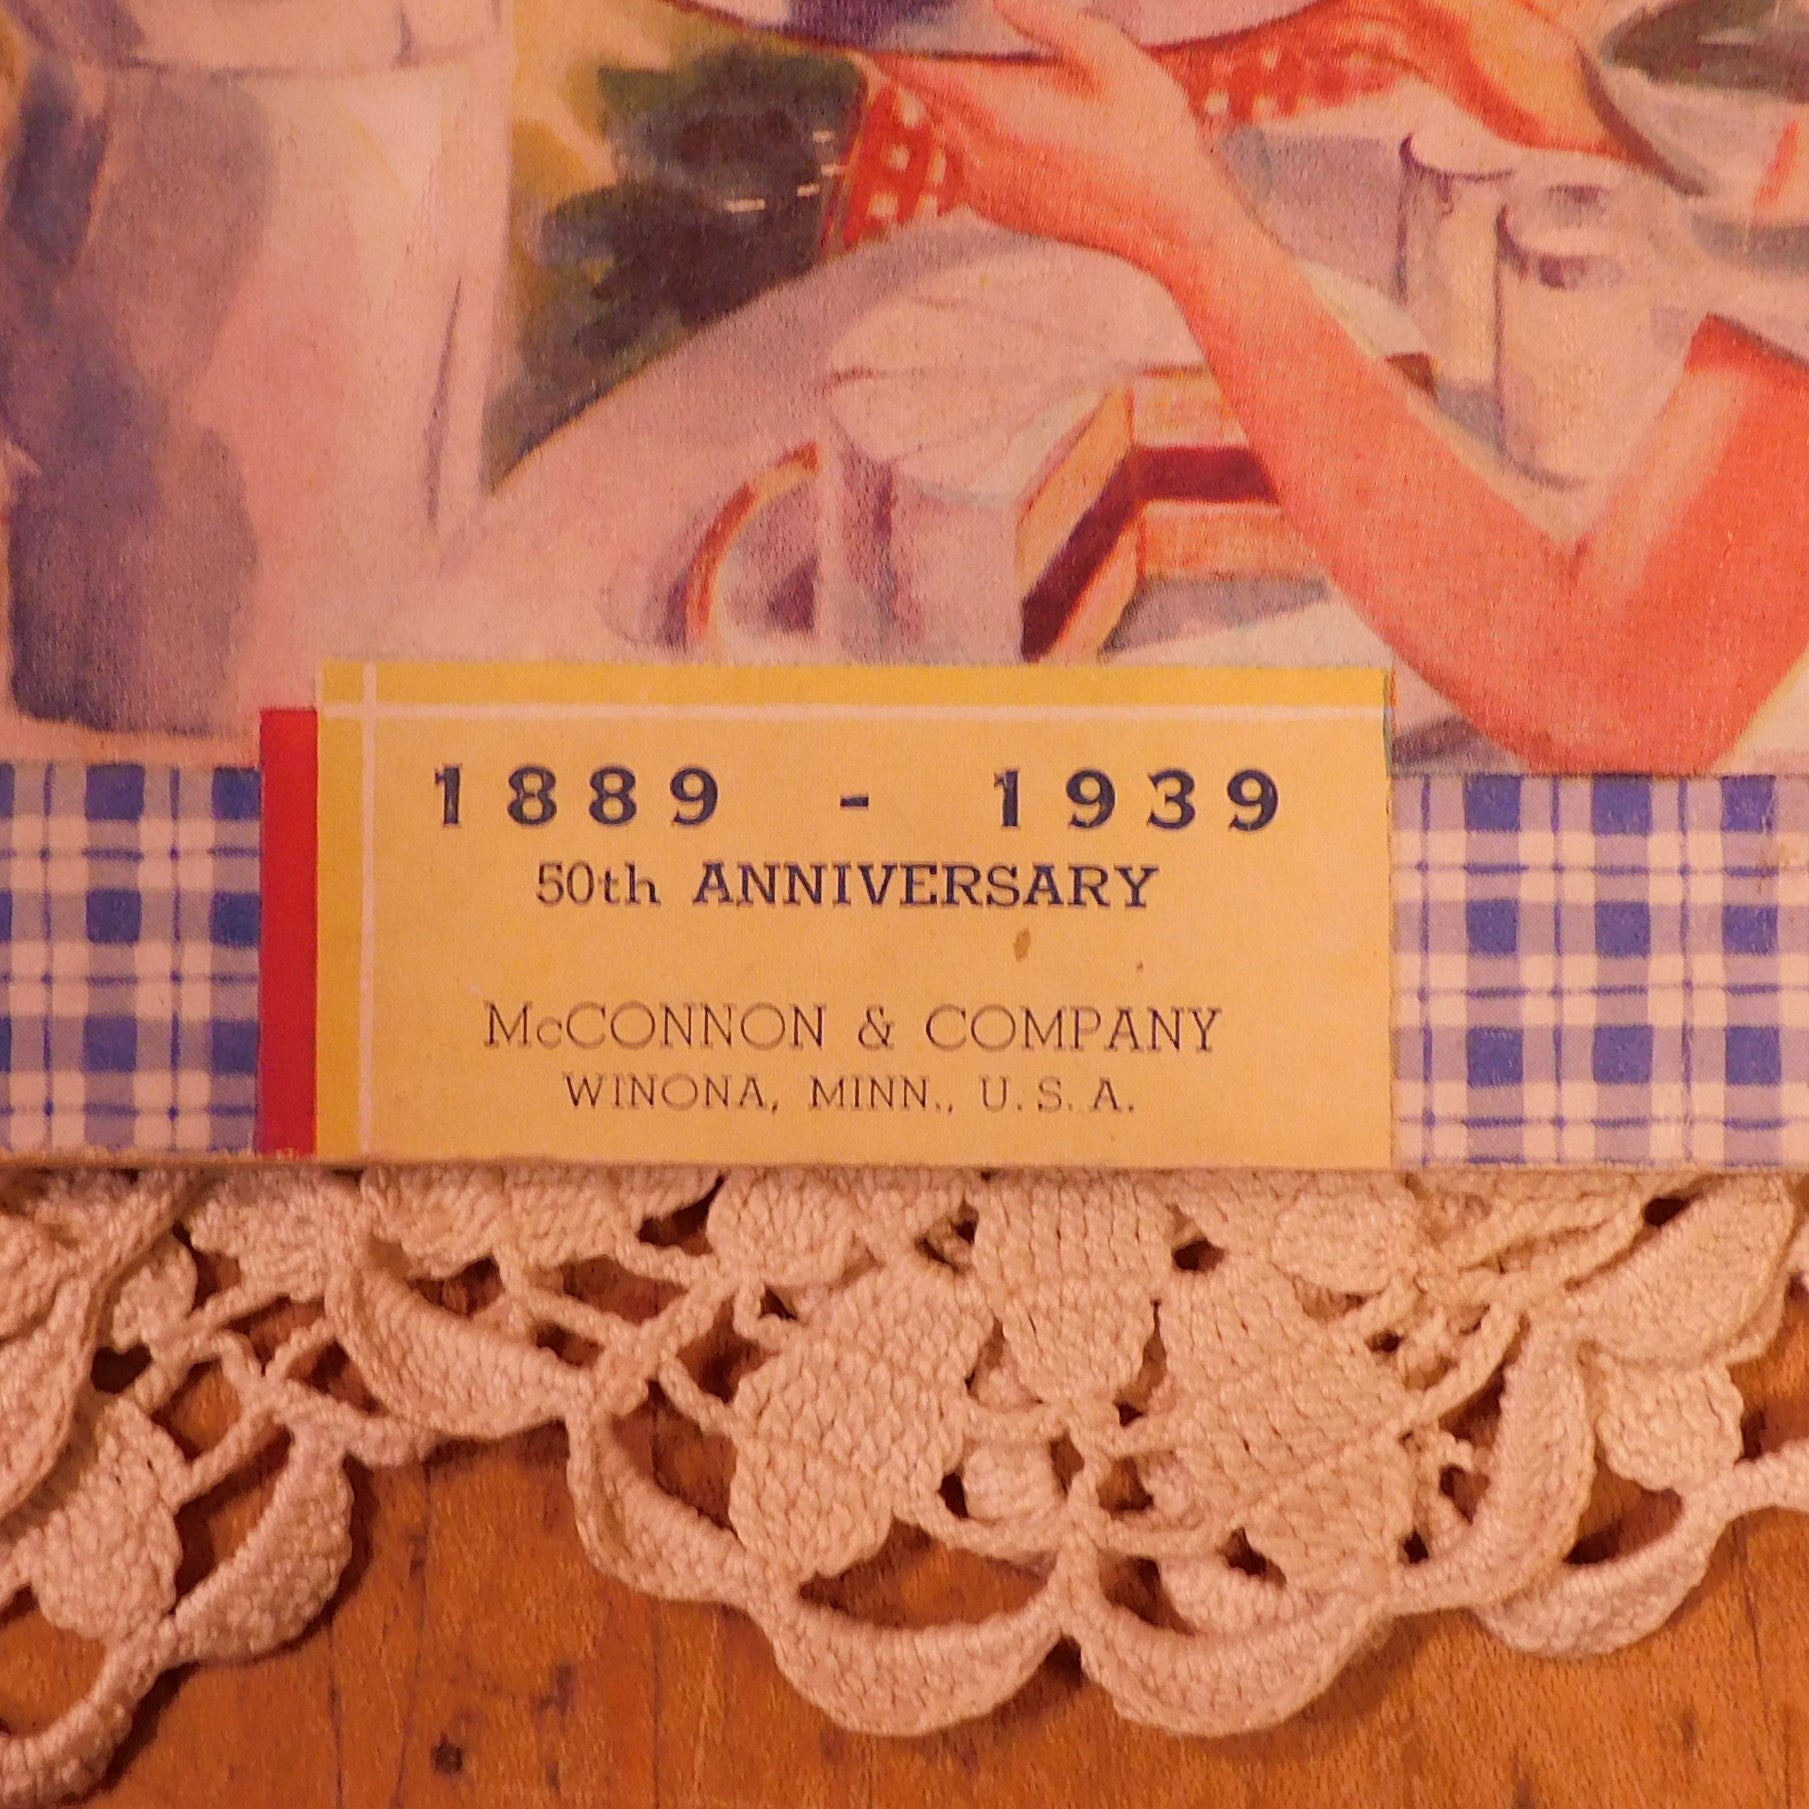 1889 - 1939
50th ANNIVERSARY
McCONNON & COMPANY
WINONA, MINN., U.S.A.